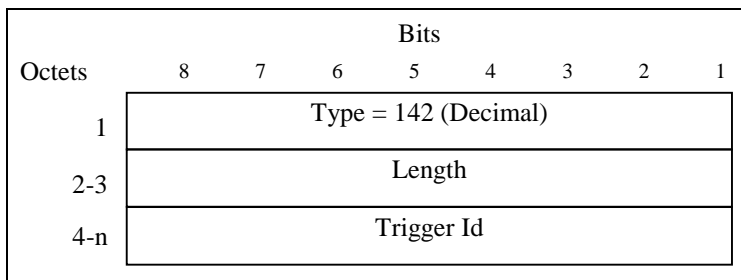 Bits
Octets 8 7 6 5 4 3 2 1
1 Type = 142 (Decimal)
2-3 Length
4-n Trigger Id